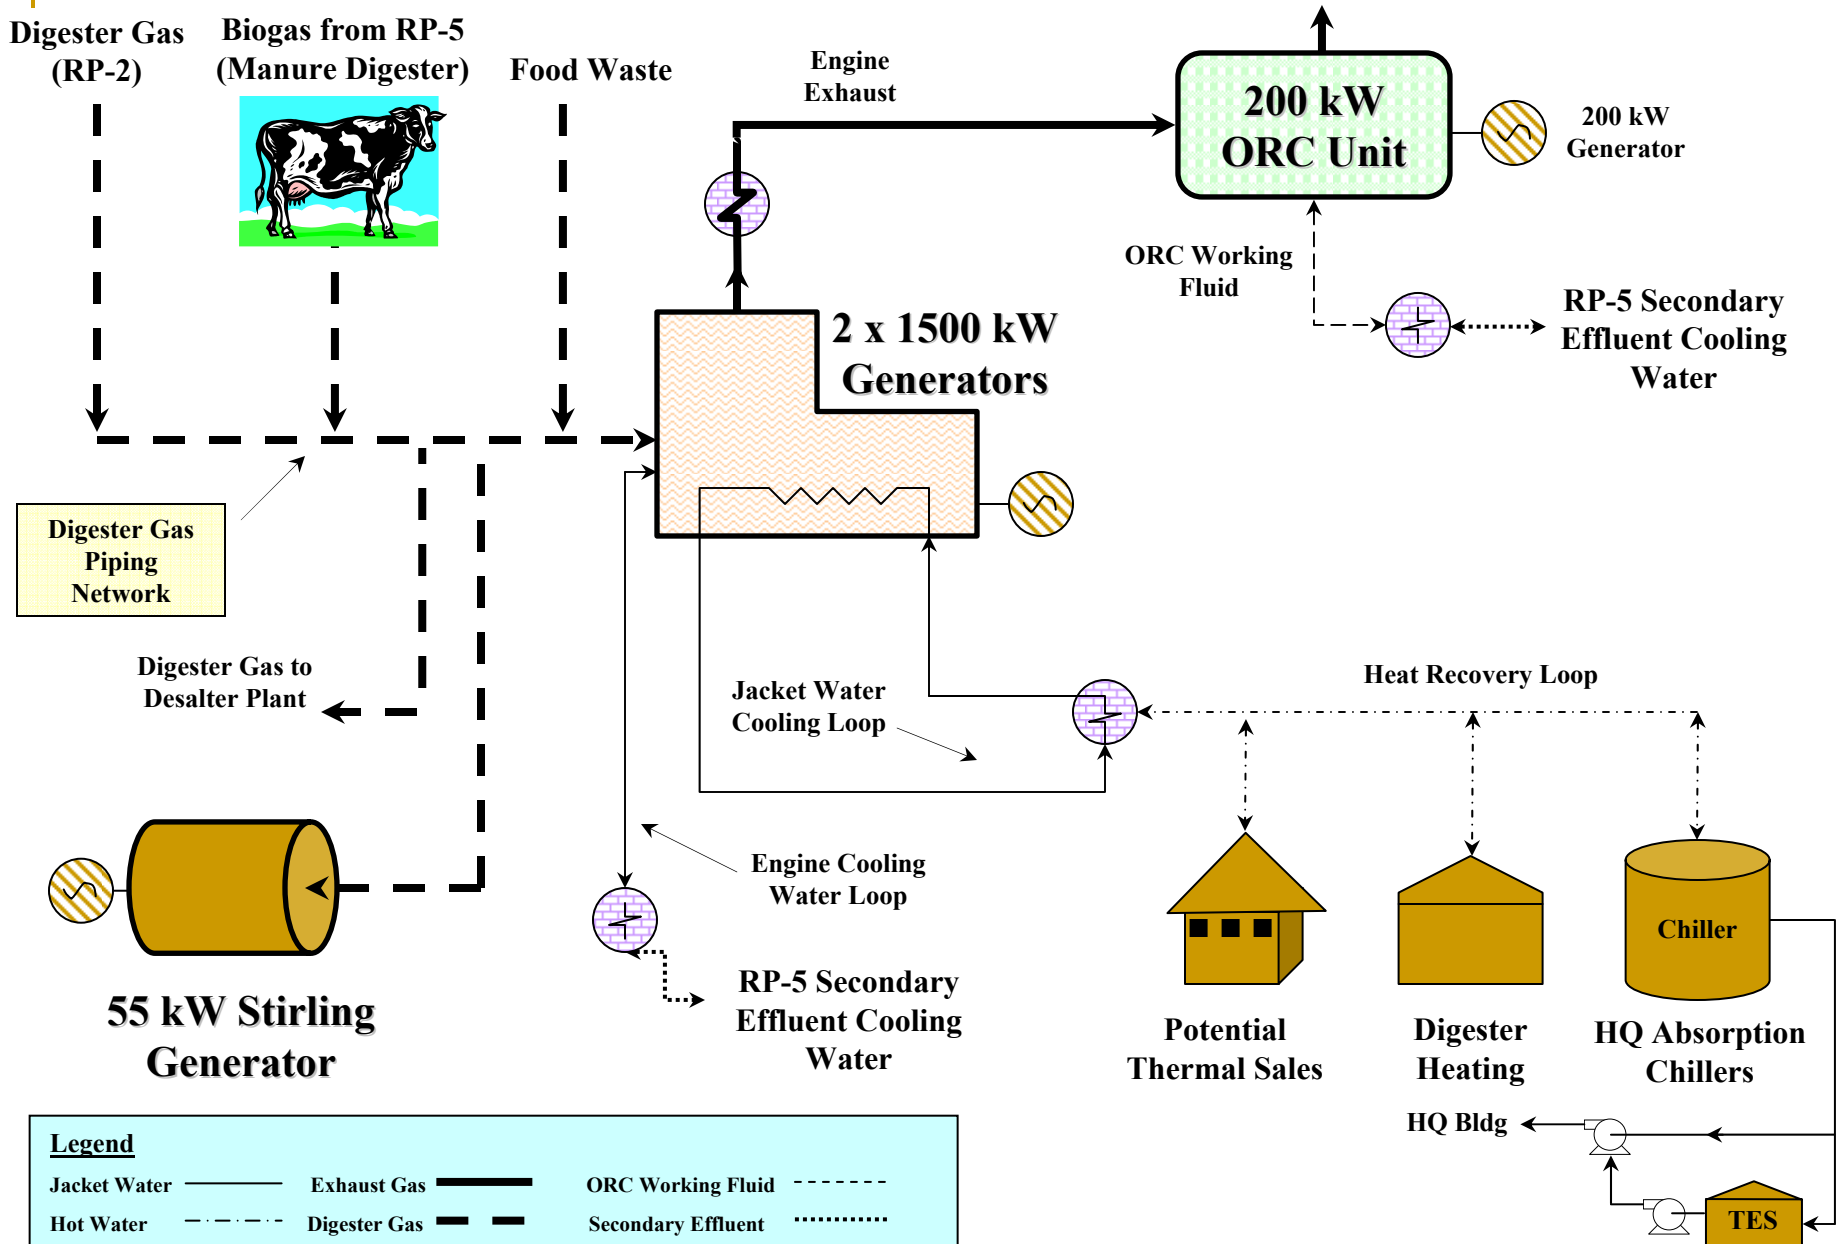 Digester Gas
(RP-2)
Biogas from RP-5
(Manure Digester)
Food Waste
Engine
Exhaust
200 kW
ORC Unit
200 kW
Generator
ORC Working
Fluid
RP-5 Secondary
Effluent Cooling
Water
2 x 1500 kW
Generators
Digester Gas
Piping
Network
Digester Gas to
Desalter Plant
Jacket Water
Cooling Loop
Heat Recovery Loop
Engine Cooling
Water Loop
RP-5 Secondary
Effluent Cooling
Water
55 kW Stirling
Generator
Chiller
Potential
Thermal Sales
Digester
Heating
HQ Absorption
Chillers
HQ Bldg
TES
Legend
Jacket Water
Exhaust Gas
ORC Working Fluid
Hot Water
Digester Gas
Secondary Effluent